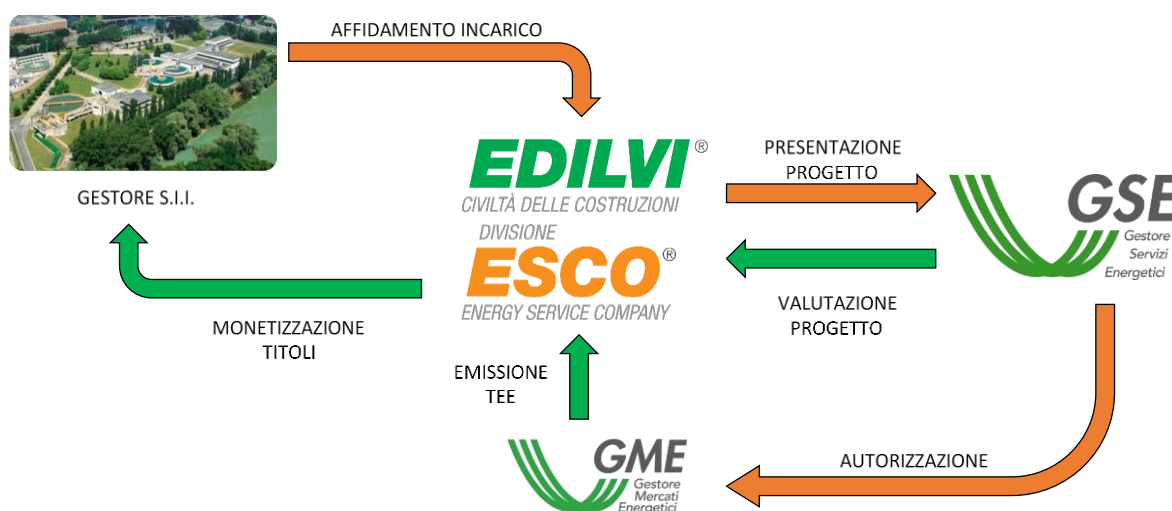 AFFIDAMENTO INCARICO
GESTORE S.I.I.
EDILVI®
CIVILTÀ DELLE COSTRUZIONI
DIVISIONE
ESCO®
ENERGY SERVICE COMPANY
PRESENTAZIONE
PROGETTO
GSE
Gestore
Servizi
Energetici
VALUTAZIONE
PROGETTO
MONETIZZAZIONE
TITOLI
EMISSIONE
TEE
GME
Gestore
Mercati
Energetici
AUTORIZZAZIONE